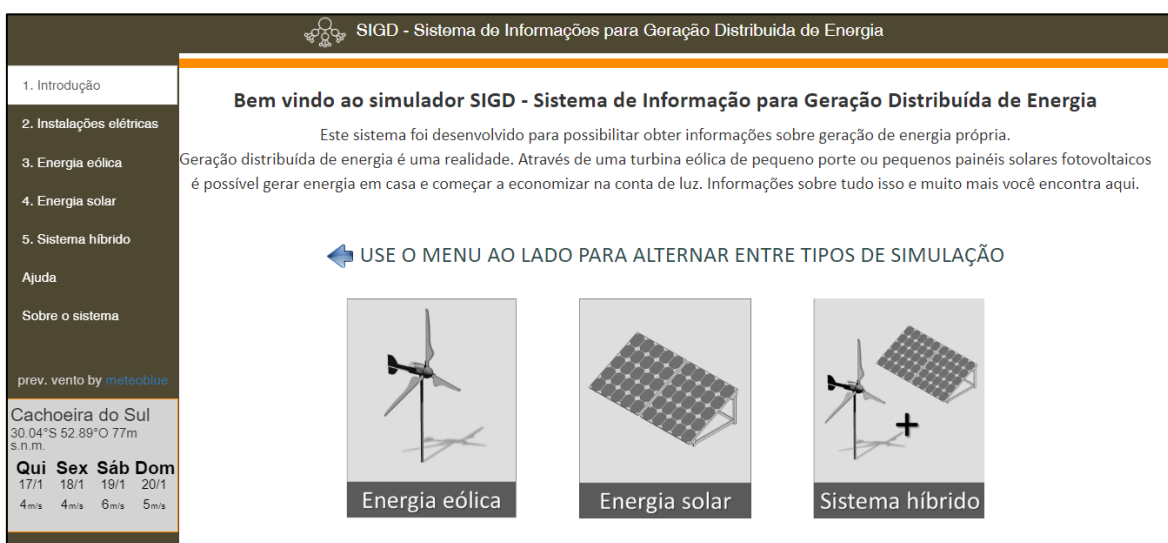 SIGD - Sistema de Informações para Geração Distribuida de Energia
1. Introdução
2. Instalações elétricas
3. Energia eólica
4. Energia solar
5. Sistema híbrido
Ajuda
Sobre o sistema
prev. vento by meteoblue
Cachoeira do Sul
30.04°S 52.89°O 77m
s.n.m.
Qui Sex Sáb Dom
17/1 18/1 19/1 20/1
4m/s 4m/s 6m/s 5m/s
Bem vindo ao simulador SIGD - Sistema de Informação para Geração Distribuída de Energia
Este sistema foi desenvolvido para possibilitar obter informações sobre geração de energia própria.
Geração distribuída de energia é uma realidade. Através de uma turbina eólica de pequeno porte ou pequenos painéis solares fotovoltaicos
é possível gerar energia em casa e começar a economizar na conta de luz. Informações sobre tudo isso e muito mais você encontra aqui.
USE O MENU AO LADO PARA ALTERNAR ENTRE TIPOS DE SIMULAÇÃO
Energia eólica
Energia solar
+
Sistema híbrido